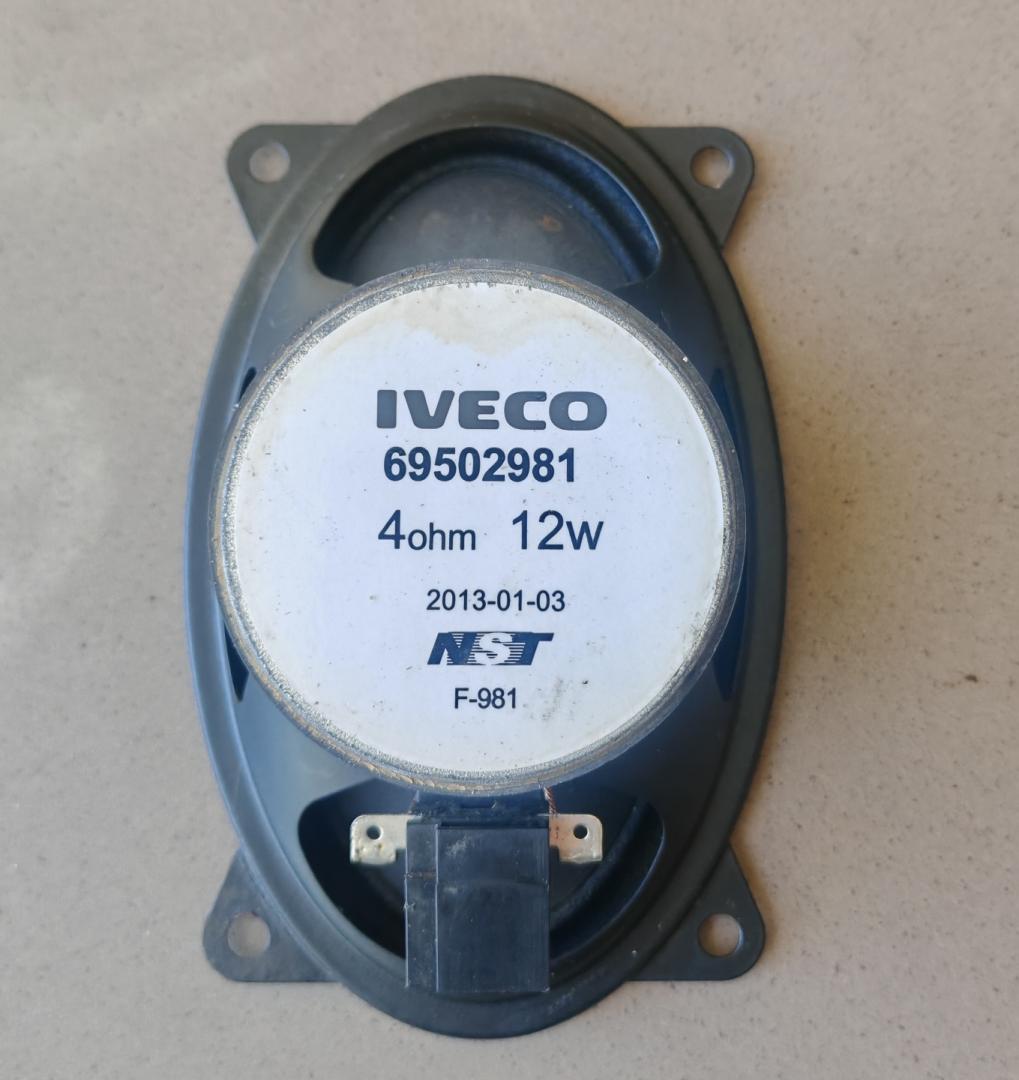 IVECO
69502981
4ohm 12W
2013-01-03
NST
F-981